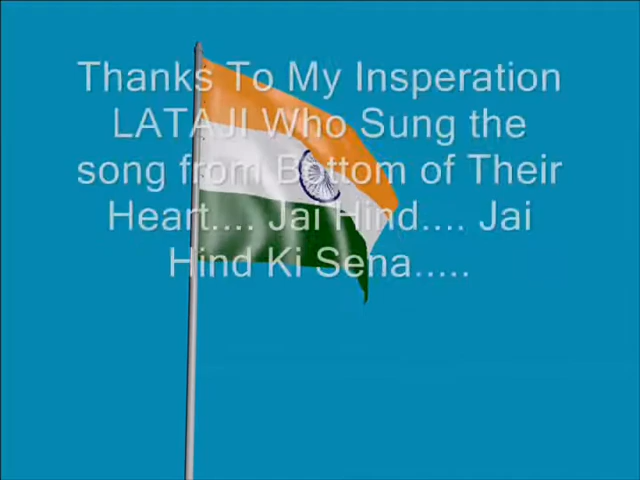 Thanks To My Insperation
LATAJI Who Sung the
song from Bottom of Their
Heart.... Jai Hind.... Jai
Hind Ki Sena.....